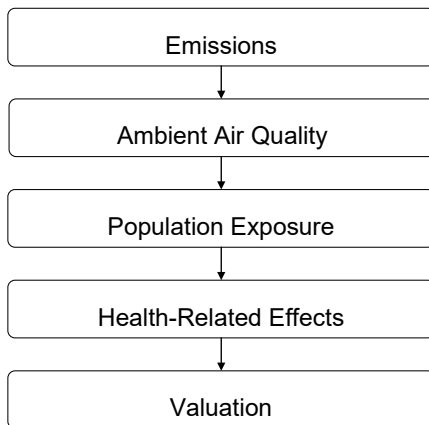 Emissions
Ambient Air Quality
Population Exposure
Health-Related Effects
Valuation